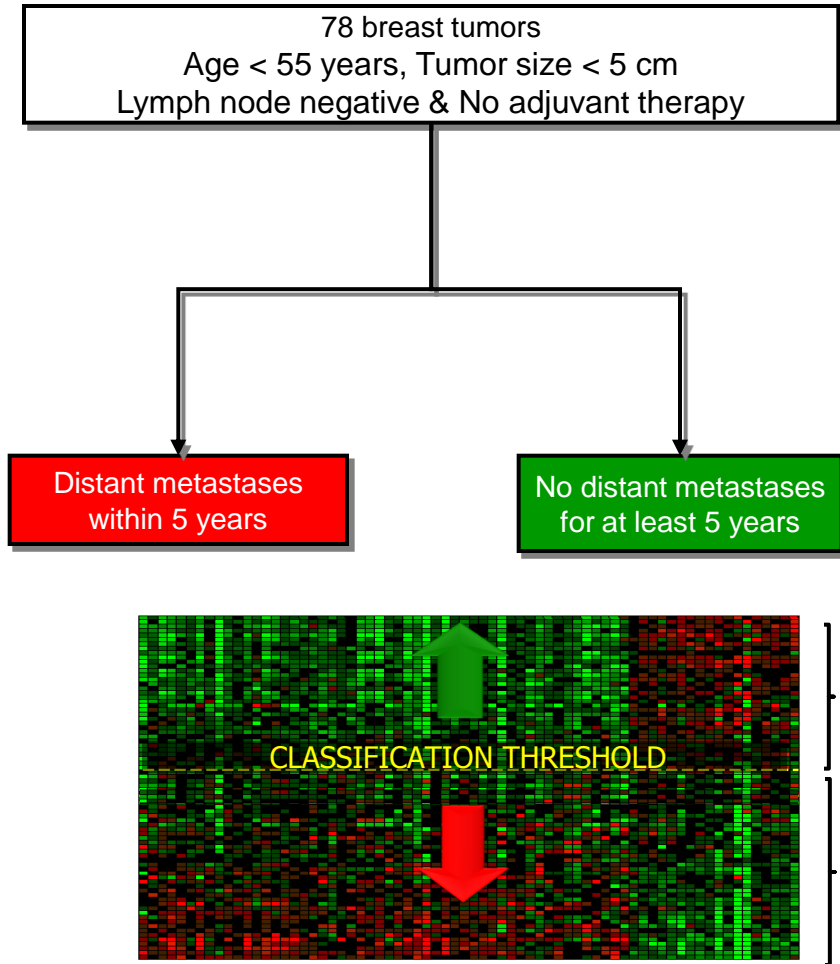 78 breast tumors
Age < 55 years, Tumor size < 5 cm
Lymph node negative & No adjuvant therapy
Distant metastases
within 5 years
No distant metastases
for at least 5 years
CLASSIFICATION THRESHOLD